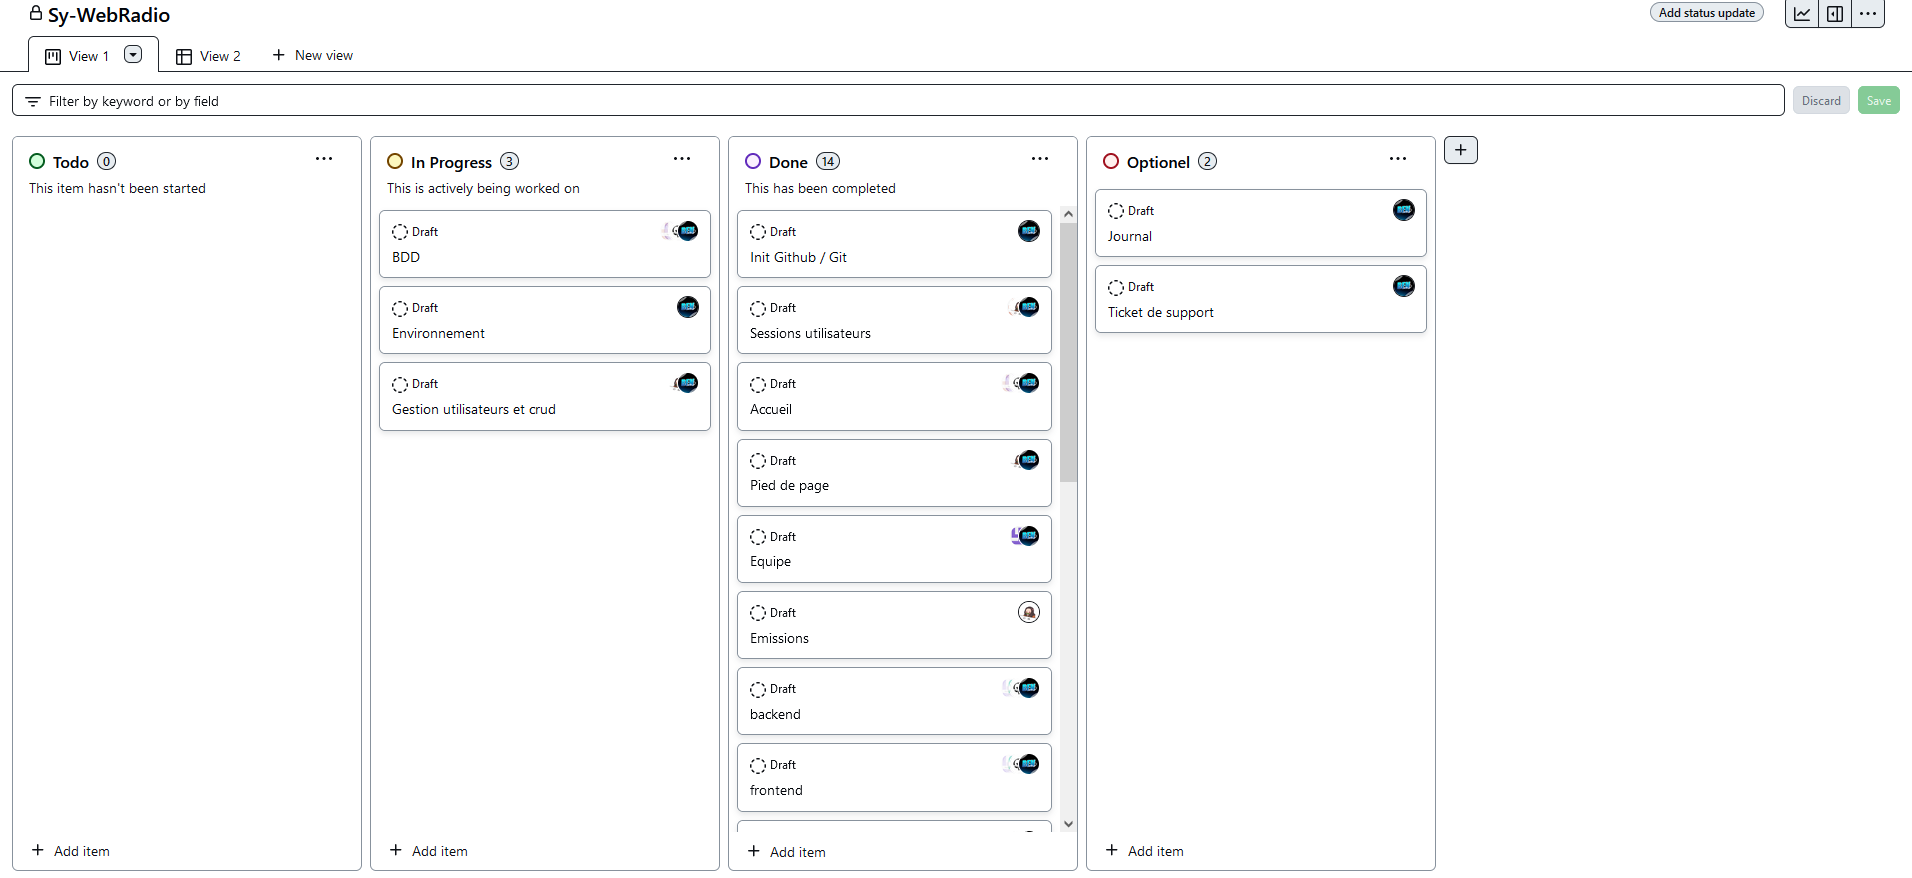 Sy-WebRadio
Add status update
View 1
View 2
New view
Filter by keyword or by field
Discard
Save
Todo 0
This item hasn't been started
Add item
In Progress 3
This is actively being worked on
Draft
BDD
Draft
Environnement
Draft
Gestion utilisateurs et crud
Add item
Done 14
This has been completed
Draft
Init Github / Git
Draft
Sessions utilisateurs
Draft
Accueil
Draft
Pied de page
Draft
Equipe
Draft
Emissions
Draft
backend
Draft
frontend
Add item
Optionel 2
Draft
Journal
Draft
Ticket de support
Add item